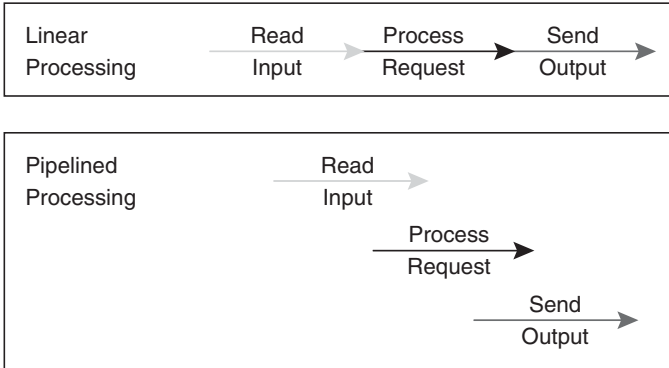 Linear
Processing
Read
Input
Process
Request
Send
Output
Pipelined
Processing
Read
Input
Process
Request
Send
Output